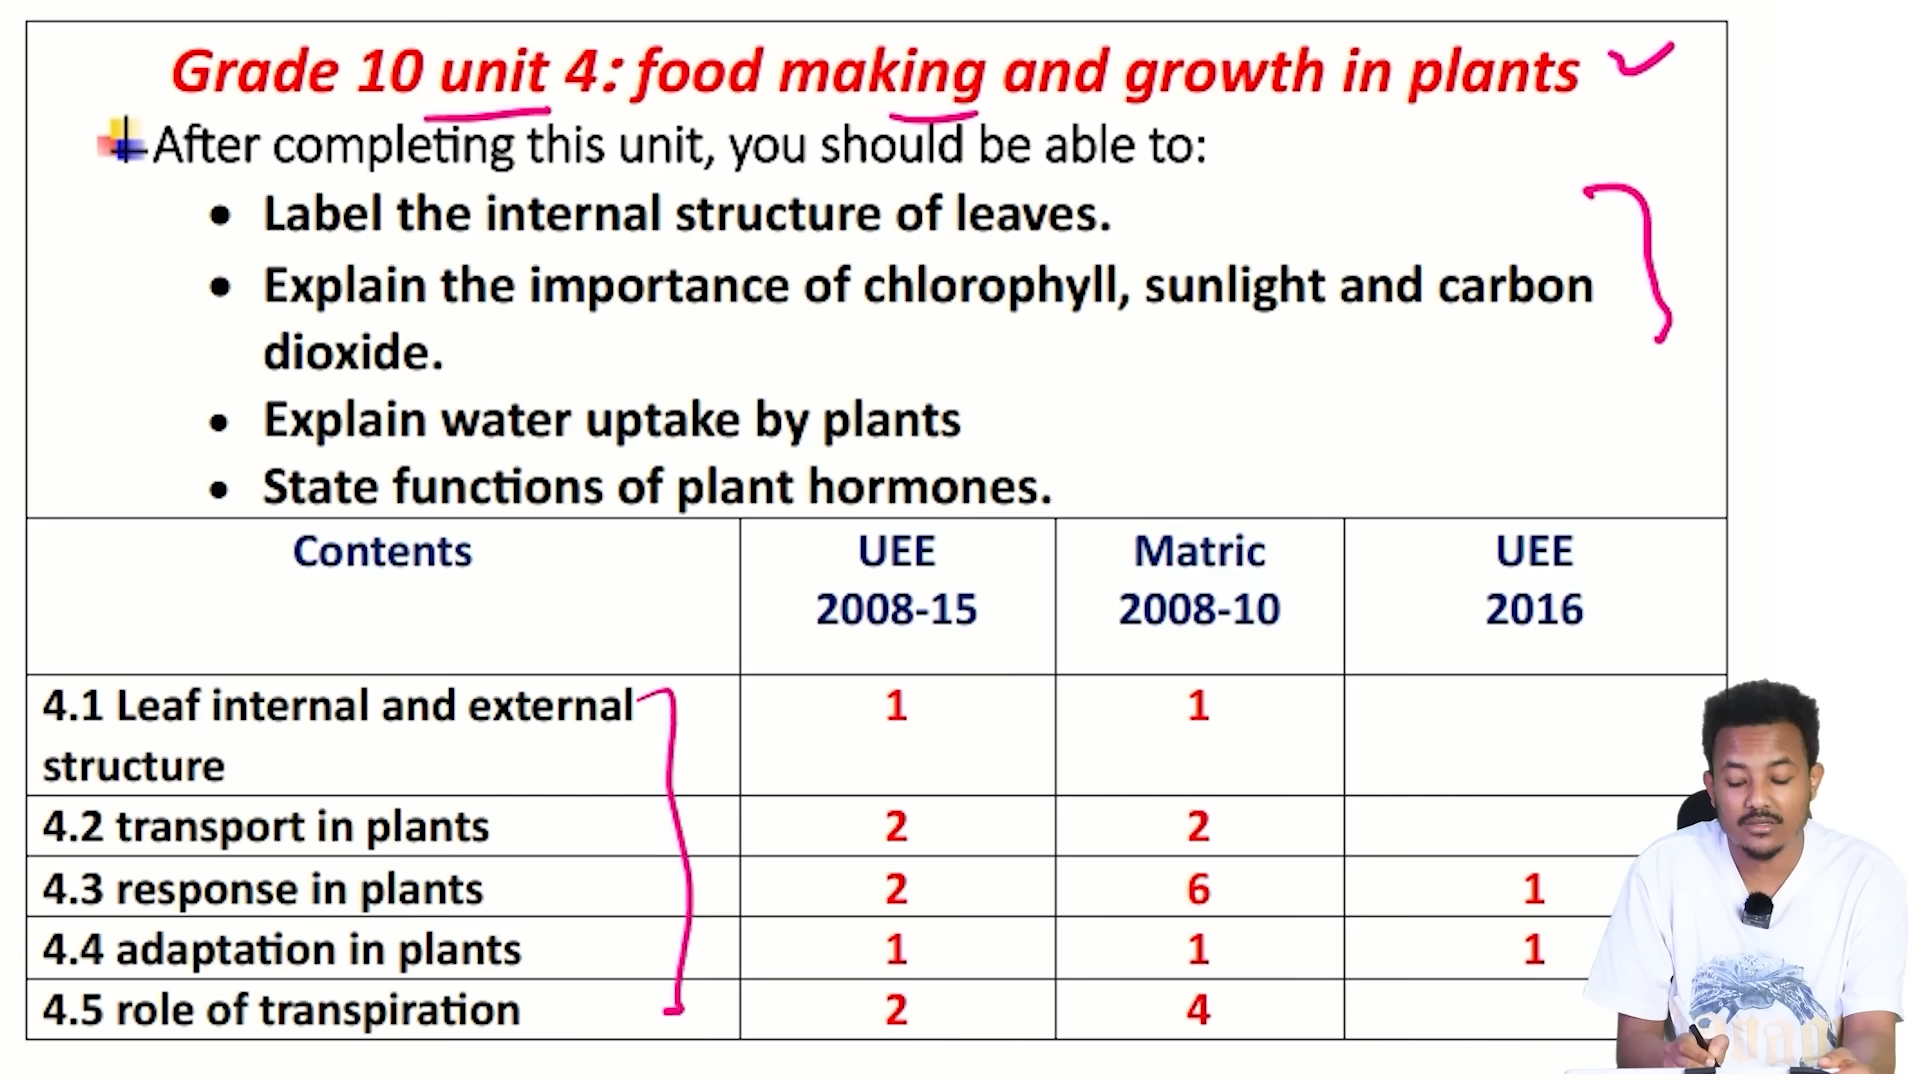 Grade 10 unit 4: food making and growth in plants
After completing this unit, you should be able to:
• Label the internal structure of leaves.
• Explain the importance of chlorophyll, sunlight and carbon
dioxide.
• Explain water uptake by plants
• State functions of plant hormones.
Contents UEE Matric UEE
2008-15 2008-10 2016
4.1 Leaf internal and external 1 1
structure
4.2 transport in plants 2 2
4.3 response in plants 2 6 1
4.4 adaptation in plants 1 1 1
4.5 role of transpiration 2 4